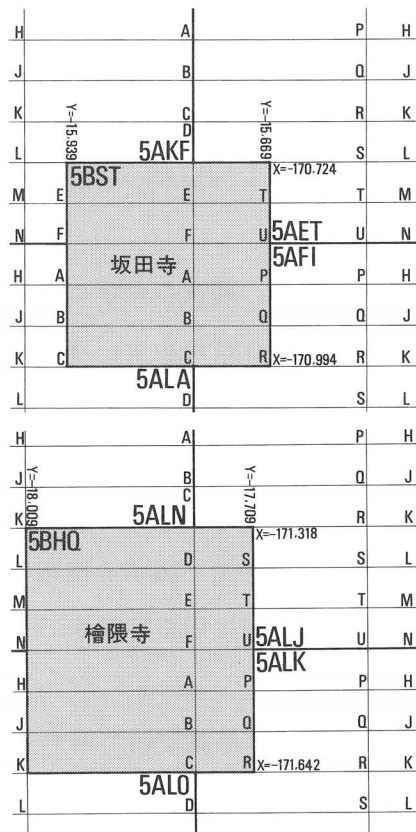 H A P H
J B Q J
K Y=-15.939 C Y=-15.669 R K
D
L 5AKF S L
5BST X=-170.724
M E E T T M
5AET
N F F U U N
坂田寺 5AFI
H A A P P H
J B B Q Q J
K C C R X=-170.994 R K
5ALA
L D S L
H A P H
J Y=-18.009 B Y=-17.709 Q J
C
K 5ALN R K
5BHQ X=-171.318
L D S S L
M E T T M
N 檜隈寺 F U 5ALJ U N
5ALK
H A P P H
J B Q Q J
K C R X=-171.642 R K
5ALO
L D S L